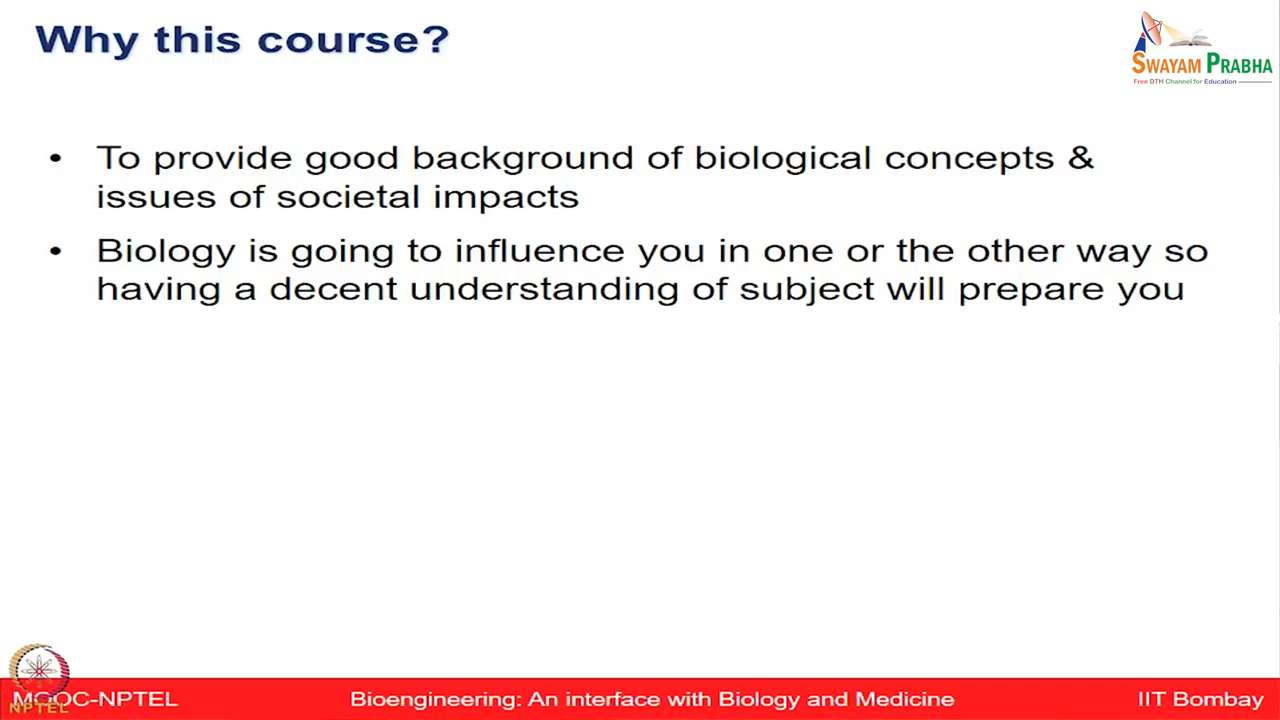 Why this course?
SWAYAM PRABHA
Free DTH Channel for Education
• To provide good background of biological concepts &
issues of societal impacts
• Biology is going to influence you in one or the other way so
having a decent understanding of subject will prepare you
MOOC-NPTEL
Bioengineering: An interface with Biology and Medicine
IIT Bombay
NPTEL